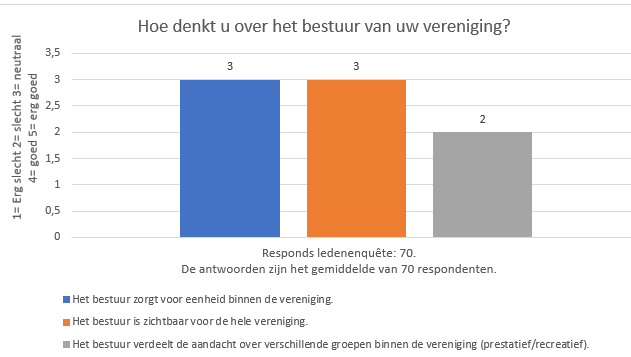 Hoe denkt u over het bestuur van uw vereniging?
1= Erg slecht 2= slecht 3= neutraal
4= goed 5= erg goed
3,5
3
2,5
2
1,5
1
0,5
0
3
3
2
Responds ledenenquête: 70.
De antwoorden zijn het gemiddelde van 70 respondenten.
Het bestuur zorgt voor eenheid binnen de vereniging.
Het bestuur is zichtbaar voor de hele vereniging.
Het bestuur verdeelt de aandacht over verschillende groepen binnen de vereniging (prestatief/recreatief).